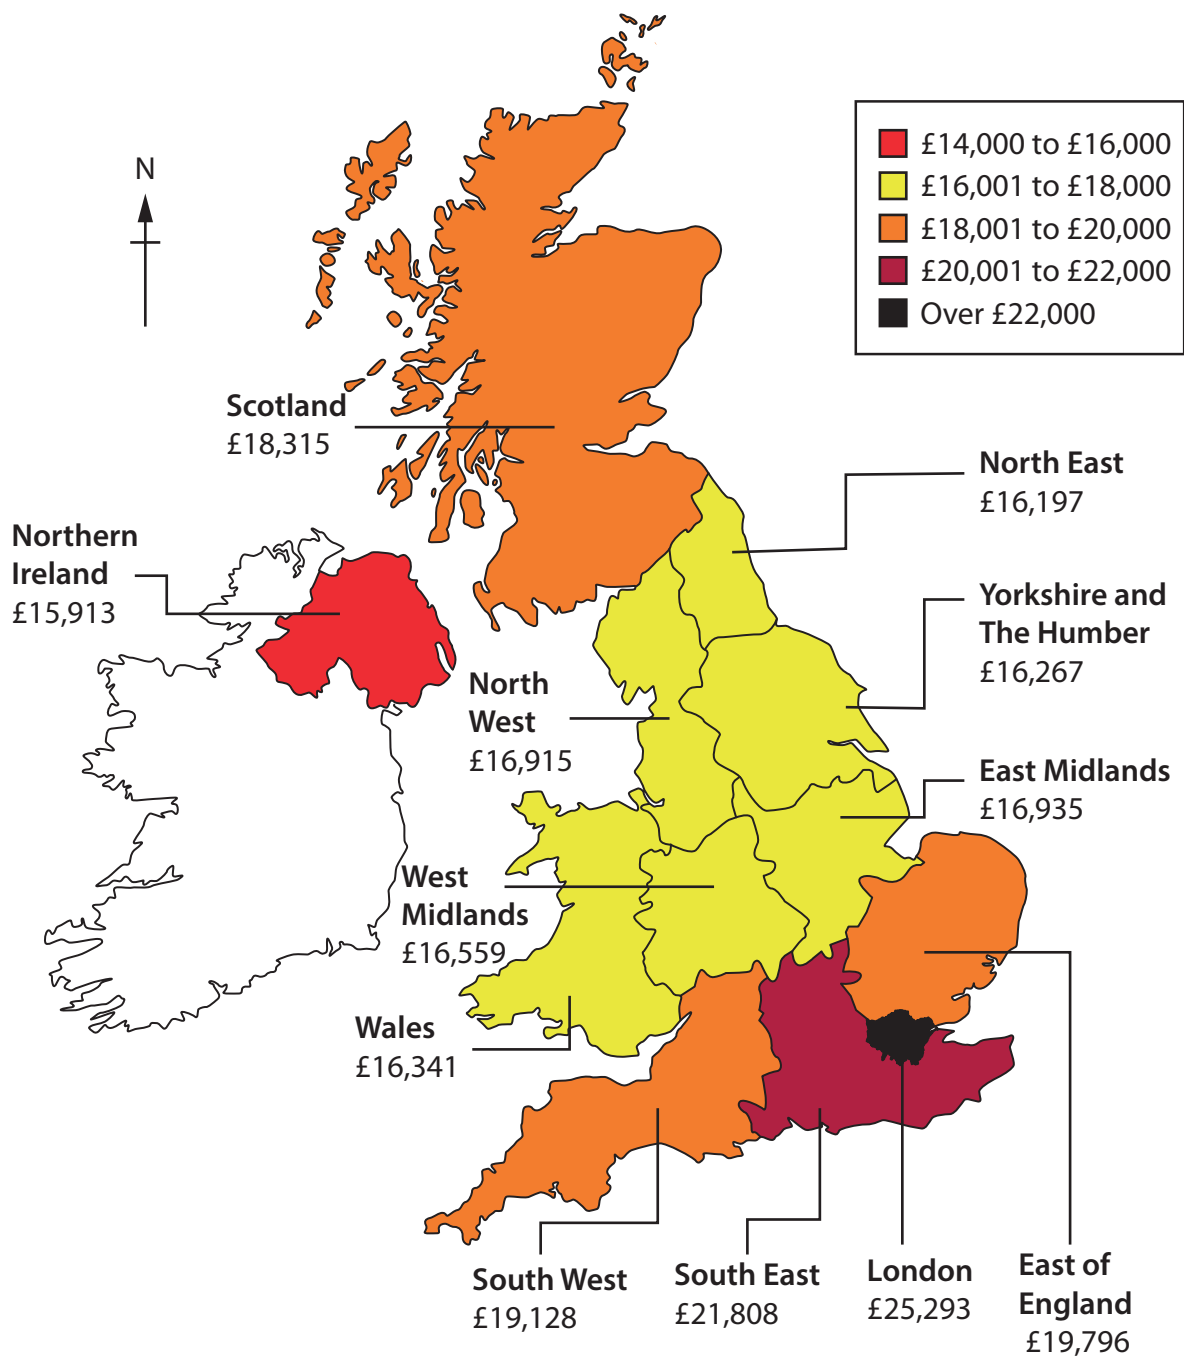 N
£14,000 to £16,000
£16,001 to £18,000
£18,001 to £20,000
£20,001 to £22,000
Over £22,000
Scotland
£18,315
North East
£16,197
Northern
Ireland
£15,913
Yorkshire and
The Humber
£16,267
North
West
£16,915
East Midlands
£16,935
West
Midlands
£16,559
Wales
£16,341
South West
£19,128
South East
£21,808
London
£25,293
East of
England
£19,796